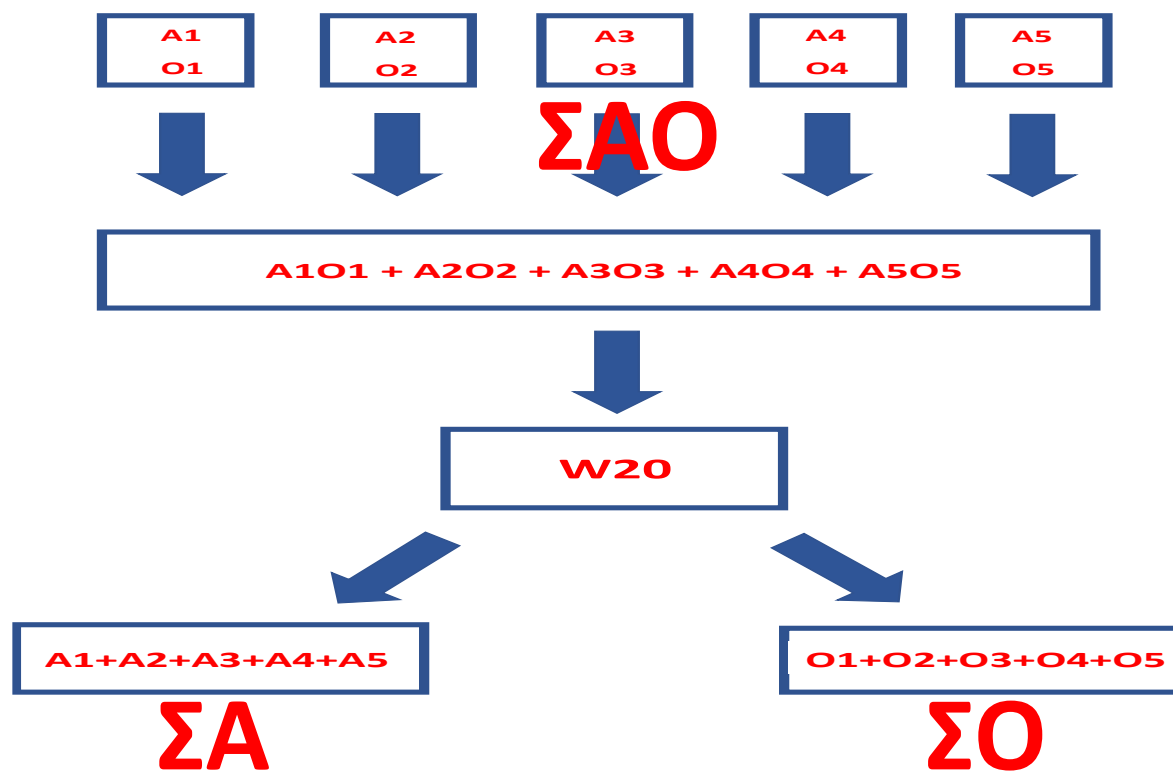 A1
O1
A2
O2
A3
O3
A4
O4
A5
O5
ΣΑΟ
A1O1 + A2O2 + A3O3 + A4O4 + A5O5
W20
A1+A2+A3+A4+A5
O1+O2+O3+O4+O5
ΣΑ
ΣΟ